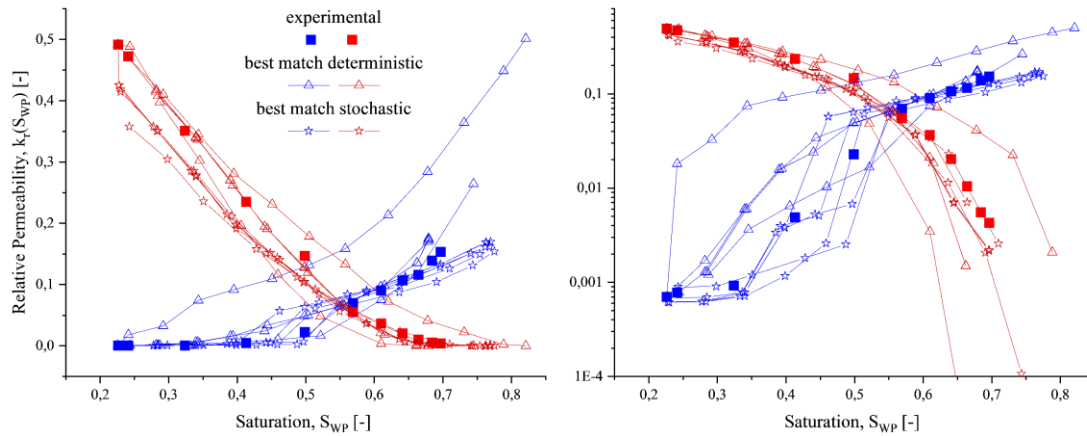 experimental
best match deterministic
best match stochastic
Relative Permeability, kᵣ(S_WP) [-]
0,5
0,4
0,3
0,2
0,1
0,0
0,2 0,3 0,4 0,5 0,6 0,7 0,8
Saturation, S_WP [-]
0,1
0,01
0,001
1E-4
0,2 0,3 0,4 0,5 0,6 0,7 0,8
Saturation, S_WP [-]